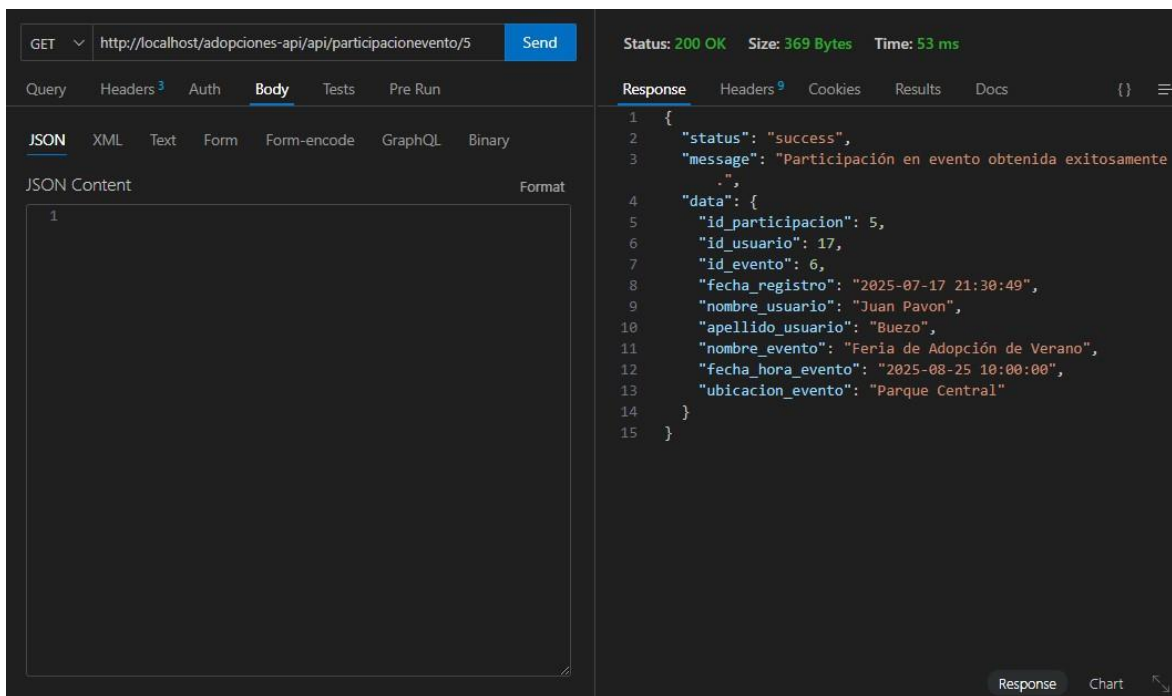 GET http://localhost/adopciones-api/api/participacionevento/5 Send
Query Headers 3 Auth Body Tests Pre Run
JSON XML Text Form Form-encode GraphQL Binary
JSON Content Format
1
Status: 200 OK Size: 369 Bytes Time: 53 ms
Response Headers 9 Cookies Results Docs {}
1 {
2 "status": "success",
3 "message": "Participación en evento obtenida exitosamente
.",
4 "data": {
5 "id_participacion": 5,
6 "id_usuario": 17,
7 "id_evento": 6,
8 "fecha_registro": "2025-07-17 21:30:49",
9 "nombre_usuario": "Juan Pavon",
10 "apellido_usuario": "Buezo",
11 "nombre_evento": "Feria de Adopción de Verano",
12 "fecha_hora_evento": "2025-08-25 10:00:00",
13 "ubicacion_evento": "Parque Central"
14 }
15 }
Response Chart